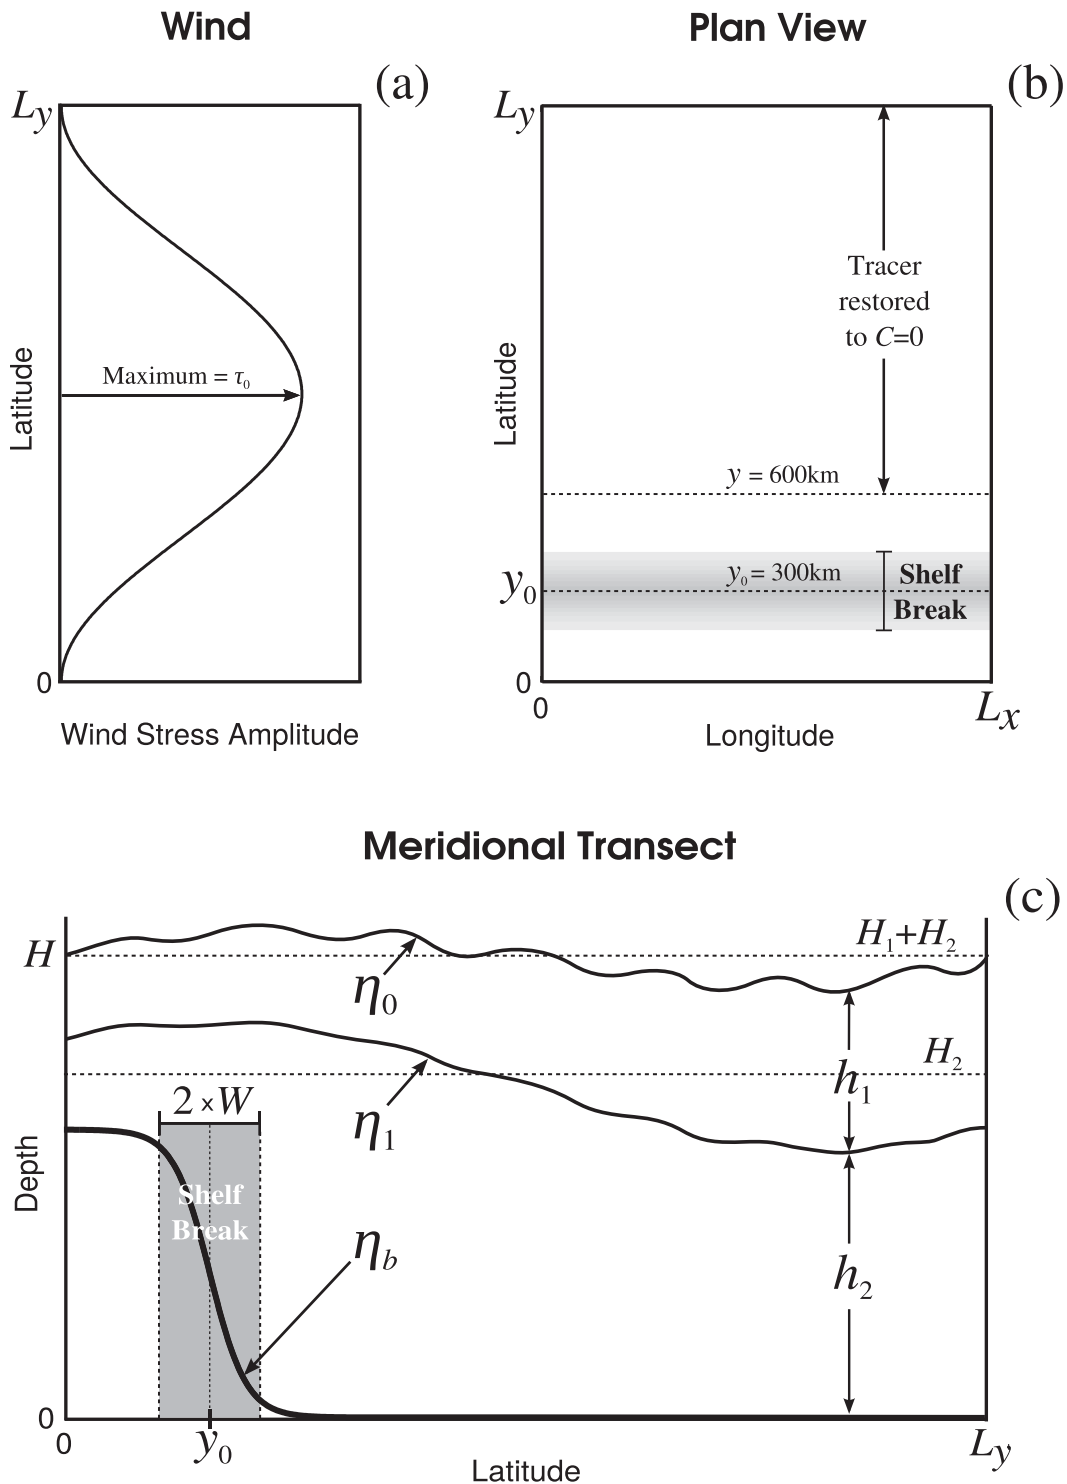 Wind
(a)
Ly
Latitude
Maximum = τ0
0
Wind Stress Amplitude
Plan View
(b)
Ly
Latitude
Tracer
restored
to C=0
y = 600km
y0
y0 = 300km
Shelf
Break
0
0
Lx
Longitude
Meridional Transect
(c)
H
H1+H2
η0
H2
h1
2 × W
η1
Depth
Shelf
Break
ηb
h2
0
0
y0
Ly
Latitude